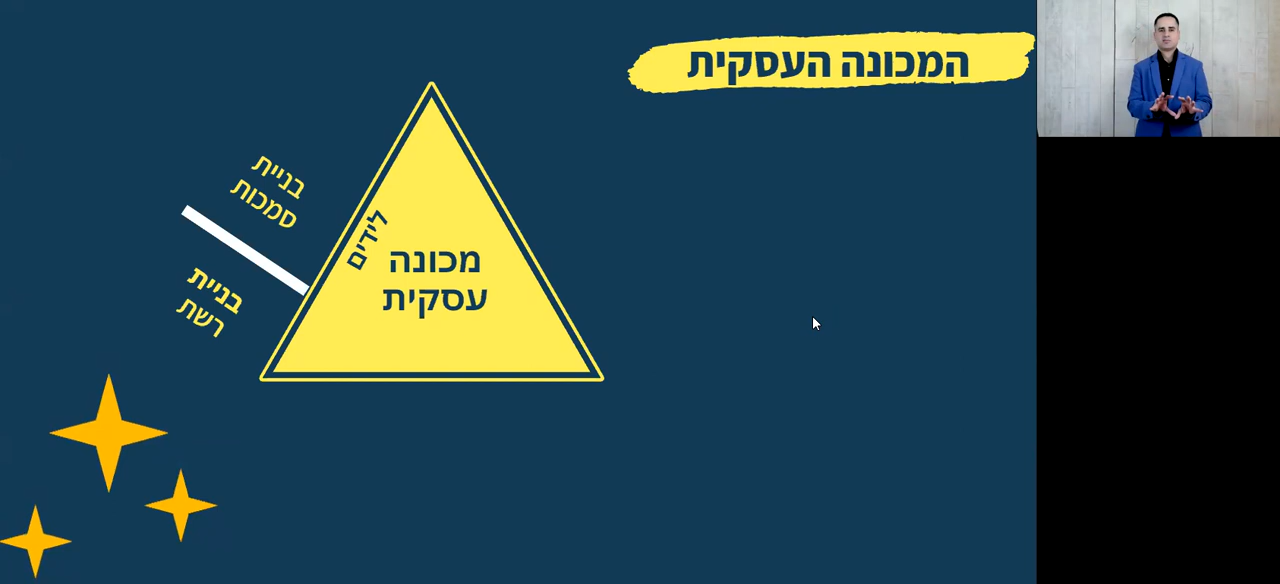 המכונה העסקית
בניית
סמכות
לידים
מכונה
עסקית
בניית
רשת